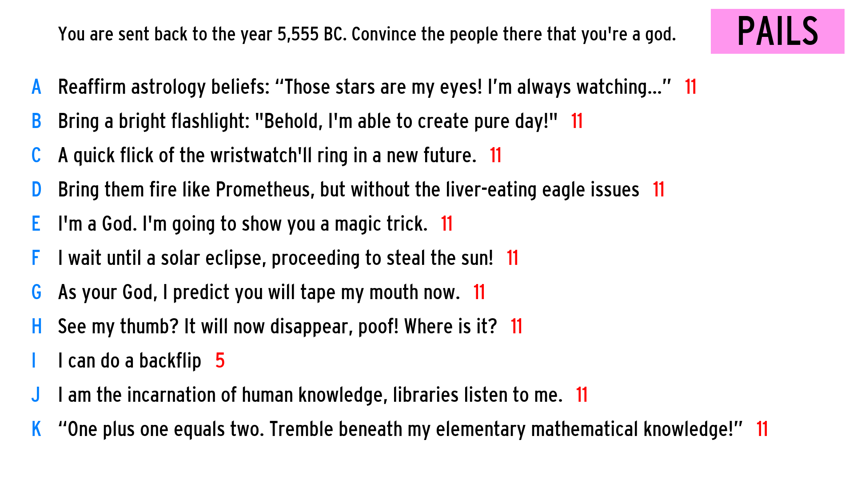 You are sent back to the year 5,555 BC. Convince the people there that you're a god.
PAILS
A Reaffirm astrology beliefs: “Those stars are my eyes! I’m always watching...” 11
B Bring a bright flashlight: "Behold, I'm able to create pure day!" 11
C A quick flick of the wristwatch'll ring in a new future. 11
D Bring them fire like Prometheus, but without the liver-eating eagle issues 11
E I'm a God. I'm going to show you a magic trick. 11
F I wait until a solar eclipse, proceeding to steal the sun! 11
G As your God, I predict you will tape my mouth now. 11
H See my thumb? It will now disappear, poof! Where is it? 11
I I can do a backflip 5
J I am the incarnation of human knowledge, libraries listen to me. 11
K “One plus one equals two. Tremble beneath my elementary mathematical knowledge!” 11